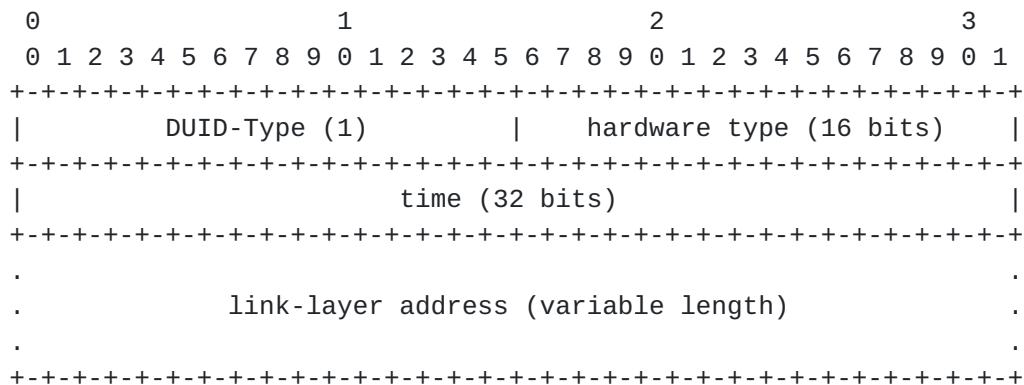 0                   1                   2                   3
 0 1 2 3 4 5 6 7 8 9 0 1 2 3 4 5 6 7 8 9 0 1 2 3 4 5 6 7 8 9 0 1
+-+-+-+-+-+-+-+-+-+-+-+-+-+-+-+-+-+-+-+-+-+-+-+-+-+-+-+-+-+-+-+-+
|         DUID-Type (1)         |    hardware type (16 bits)    |
+-+-+-+-+-+-+-+-+-+-+-+-+-+-+-+-+-+-+-+-+-+-+-+-+-+-+-+-+-+-+-+-+
|                        time (32 bits)                         |
+-+-+-+-+-+-+-+-+-+-+-+-+-+-+-+-+-+-+-+-+-+-+-+-+-+-+-+-+-+-+-+-+
.                                                               .
.             link-layer address (variable length)              .
.                                                               .
+-+-+-+-+-+-+-+-+-+-+-+-+-+-+-+-+-+-+-+-+-+-+-+-+-+-+-+-+-+-+-+-+